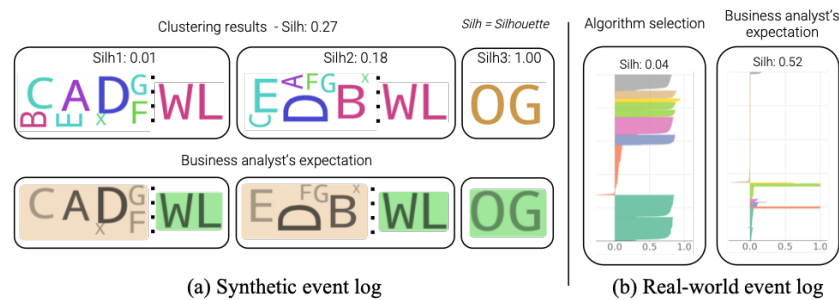 Clustering results - Silh: 0.27
Silh = Silhouette
Silh1: 0.01
Silh2: 0.18
Silh3: 1.00
B C E A D x G F WL
C E A D F G B x WL
OG
Business analyst's expectation
C A D x G F WL
E D F G B x WL
OG
(a) Synthetic event log
Algorithm selection
Business analyst's
expectation
Silh: 0.04
Silh: 0.52
0.0 0.5 1.0
0.0 0.5 1.0
(b) Real-world event log